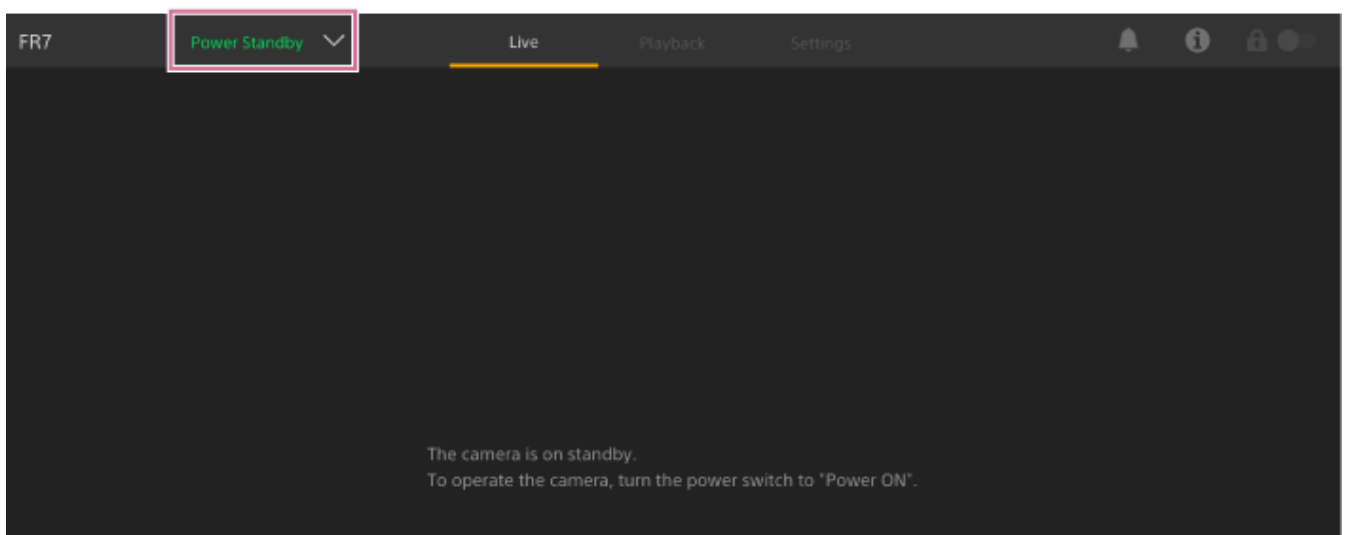 FR7
Power Standby
Live
Playback
Settings
The camera is on standby.
To operate the camera, turn the power switch to "Power ON".